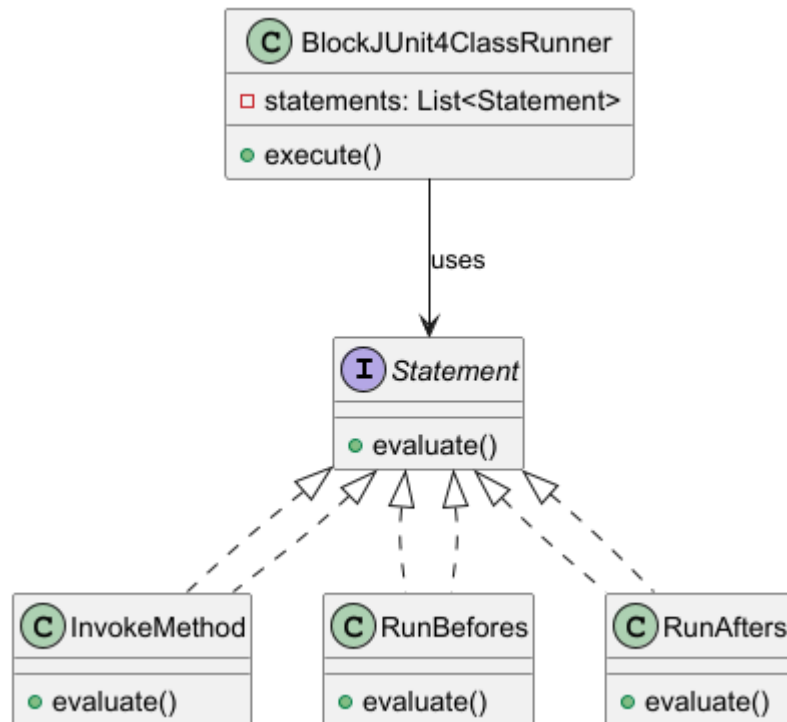 C BlockJUnit4ClassRunner
statements: List<Statement>
execute()
uses
I Statement
evaluate()
C InvokeMethod
evaluate()
C RunBefores
evaluate()
C RunAfters
evaluate()